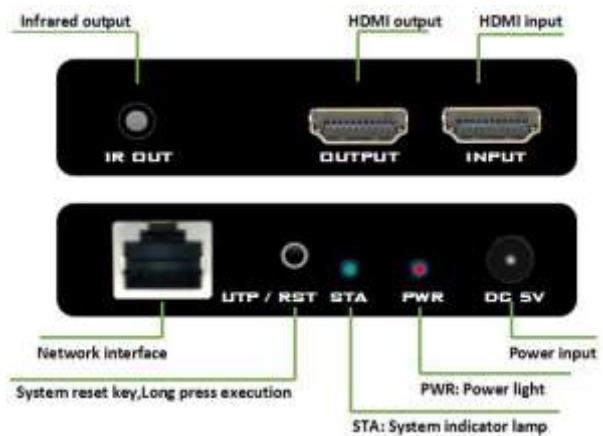 Infrared output
HDMI output
HDMI input
IR OUT
OUTPUT
INPUT
UTP / RST STA PWR DC 5V
Network interface
Power input
System reset key,Long press execution
PWR: Power light
STA: System indicator lamp